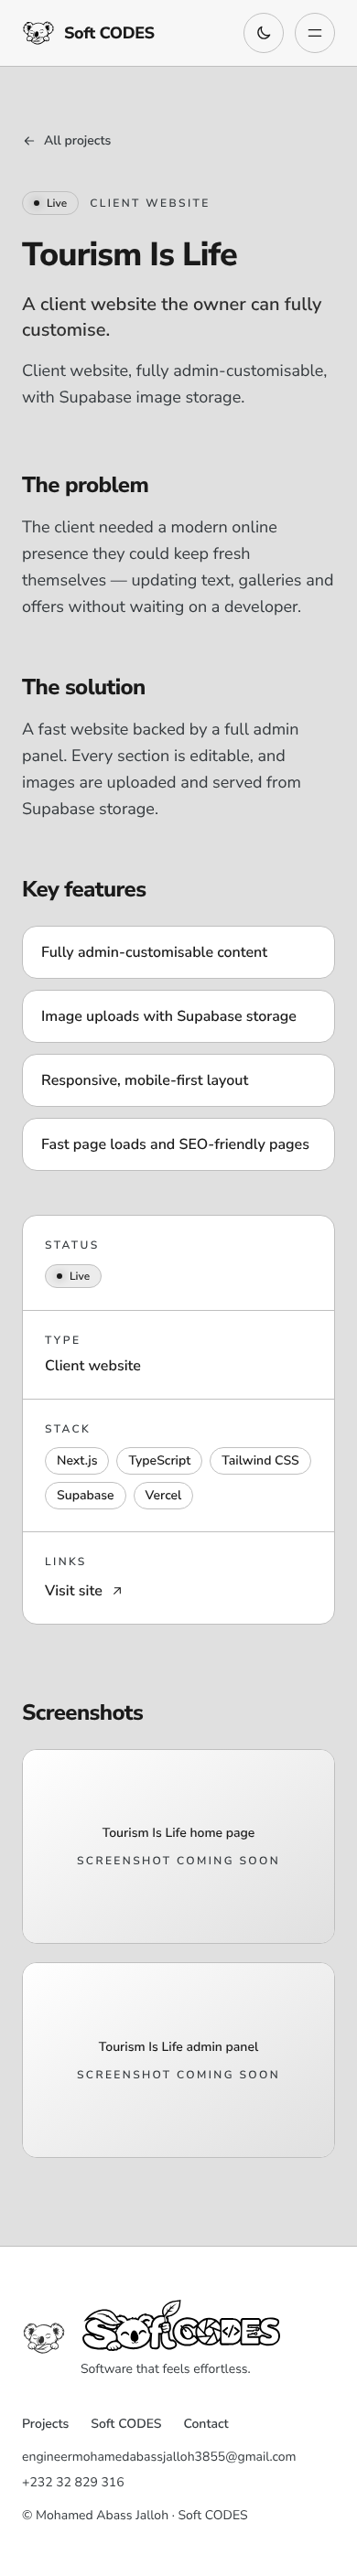 Soft CODES
All projects
Live CLIENT WEBSITE
Tourism Is Life
A client website the owner can fully
customise.
Client website, fully admin-customisable,
with Supabase image storage.
The problem
The client needed a modern online
presence they could keep fresh
themselves — updating text, galleries and
offers without waiting on a developer.
The solution
A fast website backed by a full admin
panel. Every section is editable, and
images are uploaded and served from
Supabase storage.
Key features
Fully admin-customisable content
Image uploads with Supabase storage
Responsive, mobile-first layout
Fast page loads and SEO-friendly pages
STATUS
Live
TYPE
Client website
STACK
Next.js TypeScript Tailwind CSS
Supabase Vercel
LINKS
Visit site
Screenshots
Tourism Is Life home page
SCREENSHOT COMING SOON
Tourism Is Life admin panel
SCREENSHOT COMING SOON
SoftCODES
Software that feels effortless.
Projects Soft CODES Contact
engineermohamedabassjalloh3855@gmail.com
+232 32 829 316
© Mohamed Abass Jalloh · Soft CODES